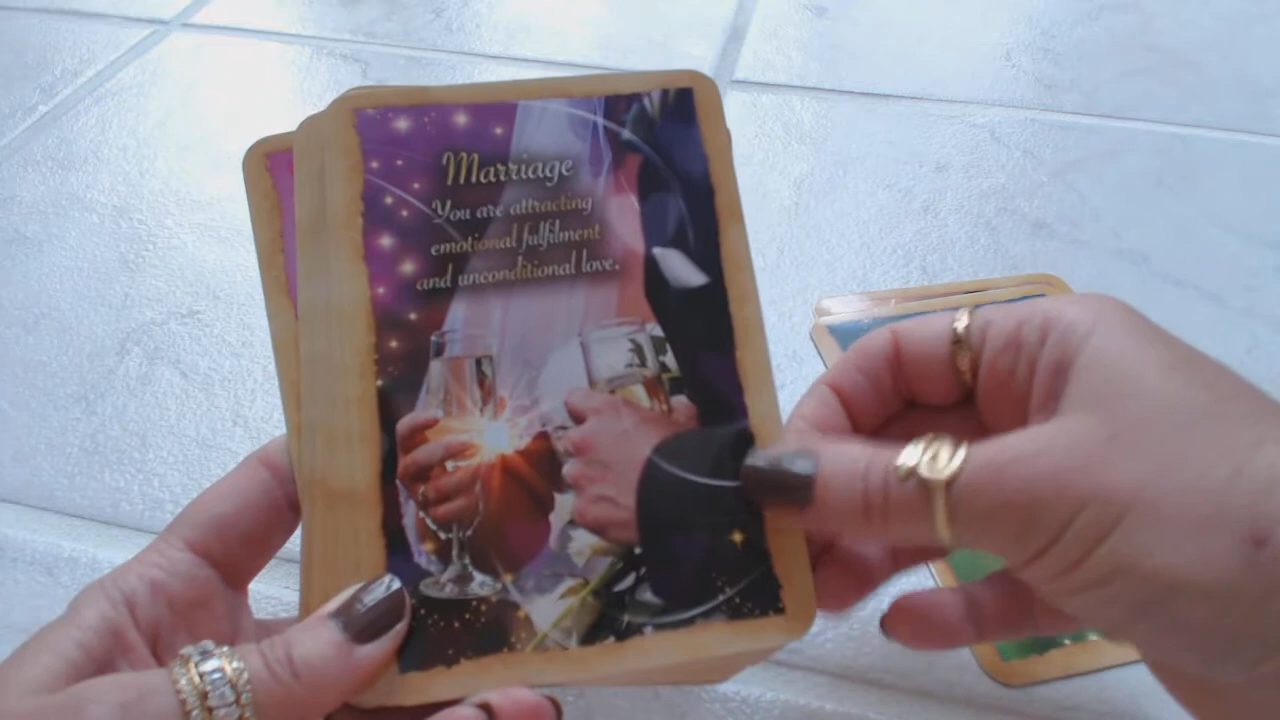 Marriage
You are attracting
emotional fulfilment
and unconditional love.